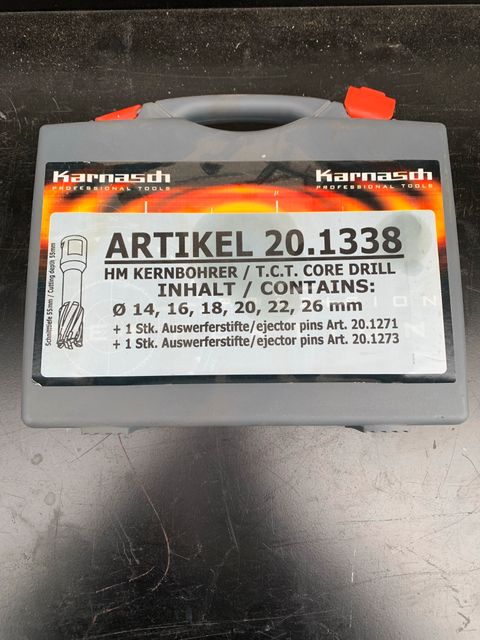 Karnasch
PROFESSIONAL TOOLS
Karnasch
PROFESSIONAL TOOLS
Schnittiefe 55mm / Cutting depth 55mm
ARTIKEL 20.1338
HM KERNBOHRER / T.C.T. CORE DRILL
INHALT / CONTAINS:
Ø 14, 16, 18, 20, 22, 26 mm
+ 1 Stk. Auswerferstifte/ejector pins Art. 20.1271
+ 1 Stk. Auswerferstifte/ejector pins Art. 20.1273